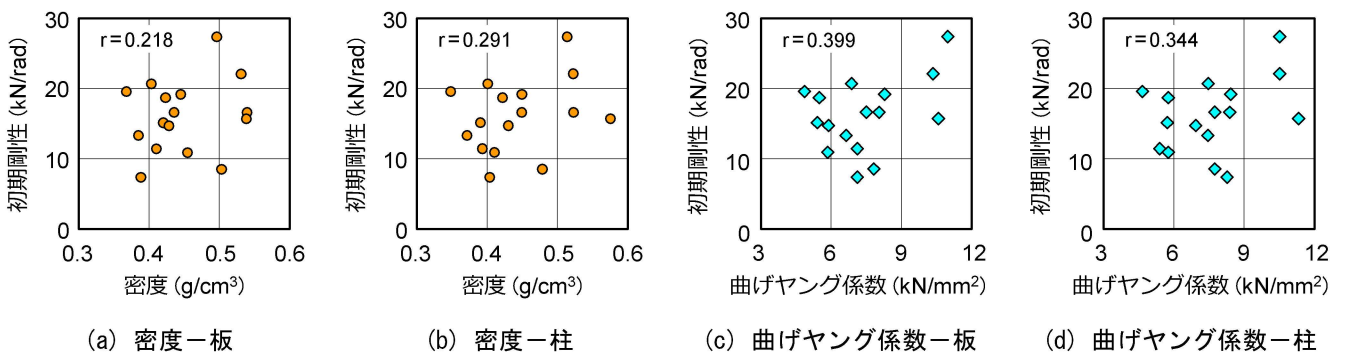 30
20
10
0
0.3
0.4
0.5
0.6
r=0.218
初期剛性 (kN/rad)
密度 (g/cm³)
(a) 密度－板
30
20
10
0
0.3
0.4
0.5
0.6
r=0.291
初期剛性 (kN/rad)
密度 (g/cm³)
(b) 密度－柱
30
20
10
0
3
6
9
12
r=0.399
初期剛性 (kN/rad)
曲げヤング係数 (kN/mm²)
(c) 曲げヤング係数－板
30
20
10
0
3
6
9
12
r=0.344
初期剛性 (kN/rad)
曲げヤング係数 (kN/mm²)
(d) 曲げヤング係数－柱